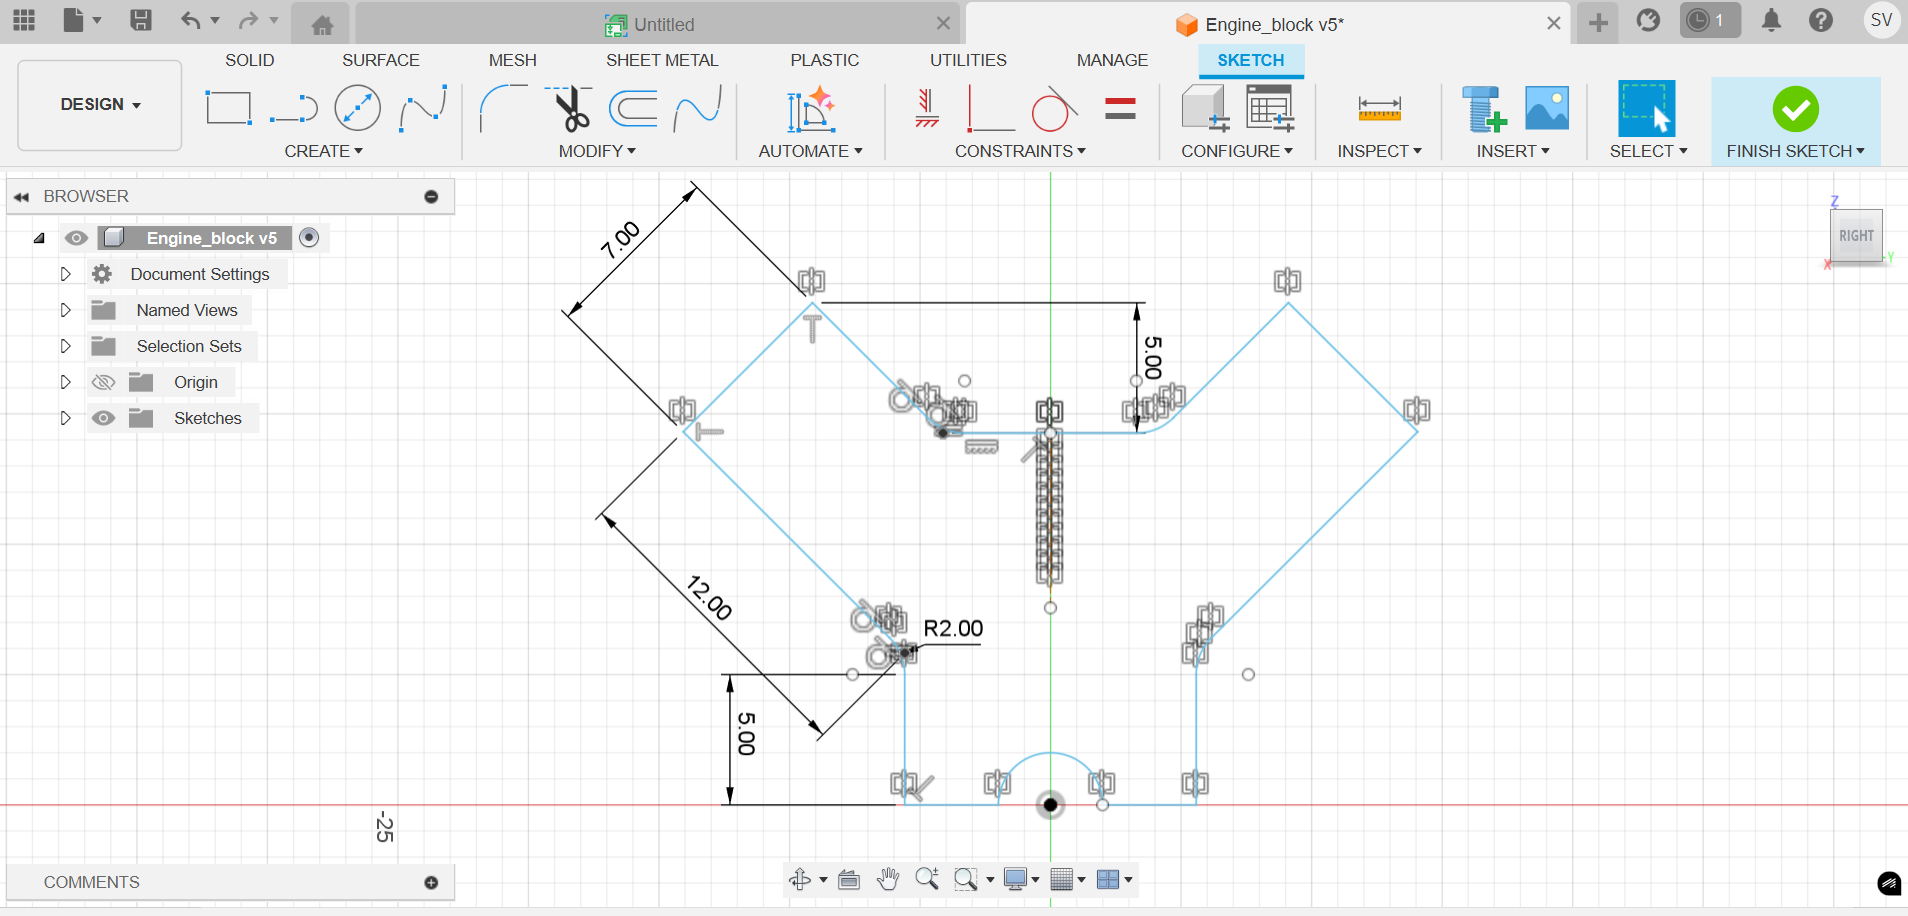 Untitled
Engine_block v5*
1
SV
SOLID
SURFACE
MESH
SHEET METAL
PLASTIC
UTILITIES
MANAGE
SKETCH
DESIGN
CREATE
MODIFY
AUTOMATE
CONSTRAINTS
CONFIGURE
INSPECT
INSERT
SELECT
FINISH SKETCH
BROWSER
Engine_block v5
Document Settings
Named Views
Selection Sets
Origin
Sketches
Z
RIGHT
X
Y
7.00
5.00
12.00
R2.00
5.00
-25
COMMENTS